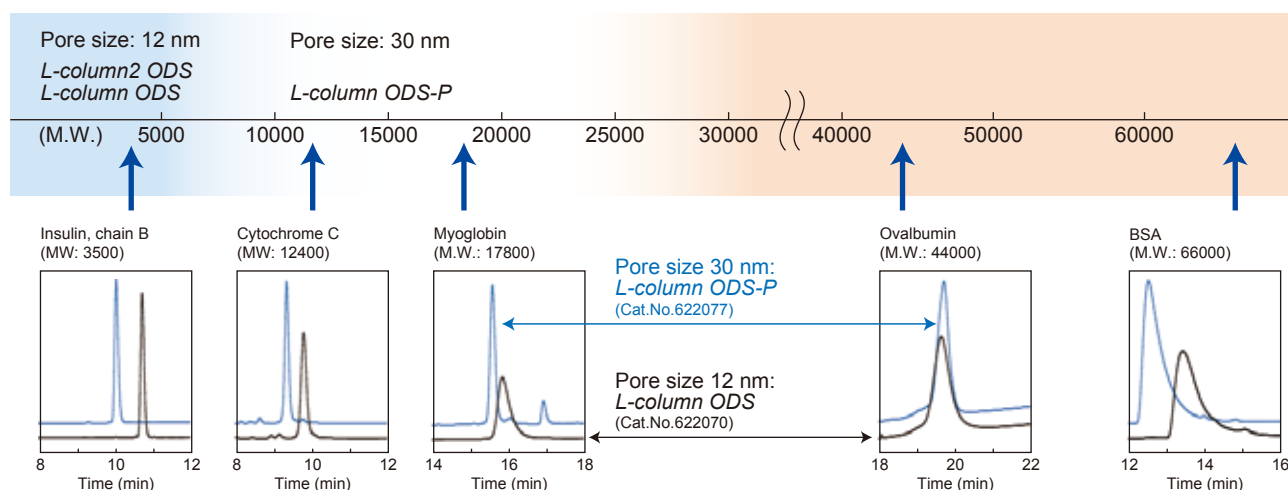 Pore size: 12 nm
L-column2 ODS
L-column ODS
Pore size: 30 nm
L-column ODS-P
(M.W.) 5000 10000 15000 20000 25000 30000 40000 50000 60000
Insulin, chain B
(MW: 3500)
Cytochrome C
(MW: 12400)
Myoglobin
(M.W.: 17800)
Ovalbumin
(M.W.: 44000)
BSA
(M.W.: 66000)
Pore size 30 nm:
L-column ODS-P
(Cat.No.622077)
Pore size 12 nm:
L-column ODS
(Cat.No.622070)
8 10 12
Time (min)
8 10 12
Time (min)
14 16 18
Time (min)
18 20 22
Time (min)
12 14 16
Time (min)